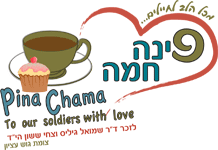 מכל הלב לחיילים...
פינה
חמה
Pina Chama
To our soldiers with love
לזכר ד"ר שמואל גיליס וצחי ששון הי"ד
צומת גוש עציון